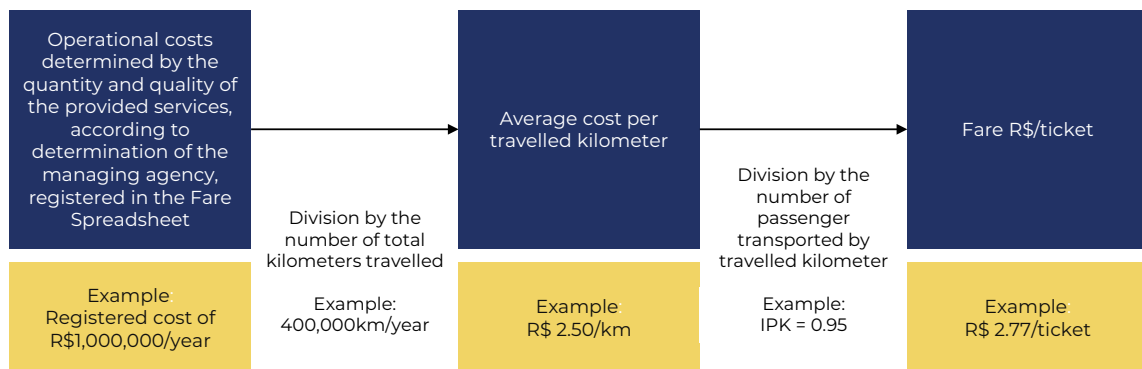 Operational costs
determined by the
quantity and quality of
the provided services,
according to
determination of the
managing agency,
registered in the Fare
Spreadsheet
Division by the
number of total
kilometers travelled
Average cost per
travelled kilometer
Division by the
number of
passenger
transported by
travelled kilometer
Fare R$/ticket
Example:
Registered cost of
R$1,000,000/year
Example:
400,000km/year
Example:
R$ 2.50/km
Example:
IPK = 0.95
Example:
R$ 2.77/ticket